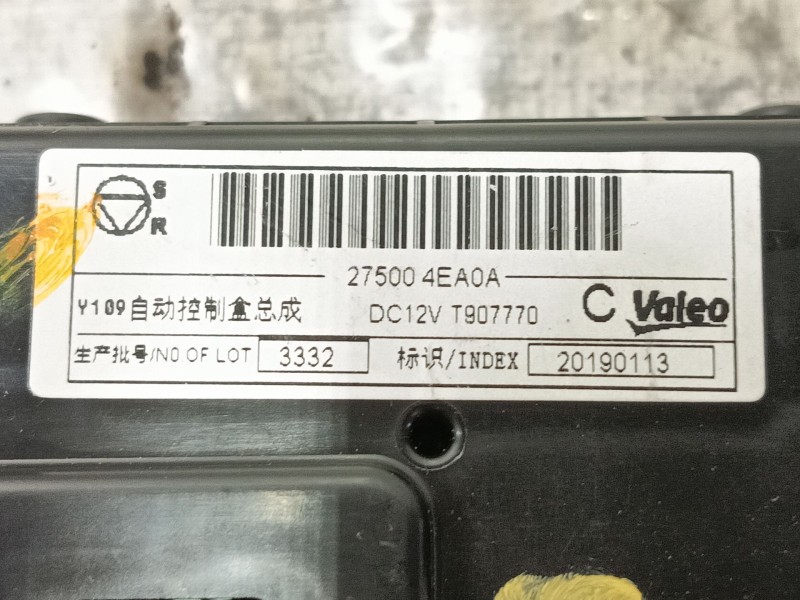 S
R
27500 4EA0A
Y109自动控制盒总成 DC12V T907770 C Valeo
生产批号/NO OF LOT 3332 标识/INDEX 20190113